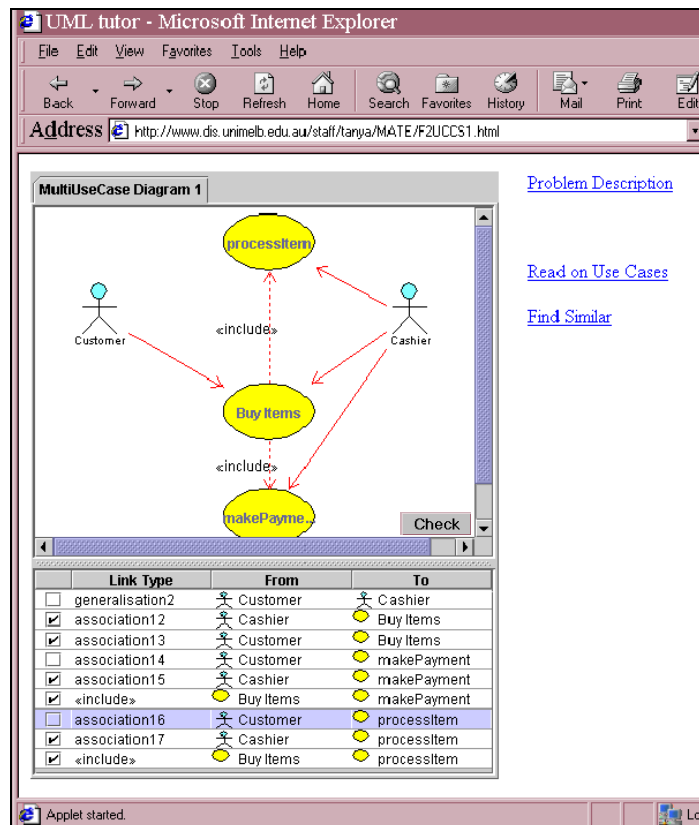 UML tutor - Microsoft Internet Explorer
File Edit View Favorites Tools Help
Back Forward Stop Refresh Home Search Favorites History Mail Print Edit
Address http://www.dis.unimelb.edu.au/staff/tanya/MATE/F2UCCS1.html
MultiUseCase Diagram 1
Problem Description
Read on Use Cases
Find Similar
processItem
Customer
Cashier
«include»
Buy Items
«include»
makePayme...
Check
Link Type From To
generalisation2 Customer Cashier
association12 Cashier Buy Items
association13 Customer Buy Items
association14 Customer makePayment
association15 Cashier makePayment
«include» Buy Items makePayment
association16 Customer processItem
association17 Cashier processItem
«include» Buy Items processItem
Applet started.
Lo